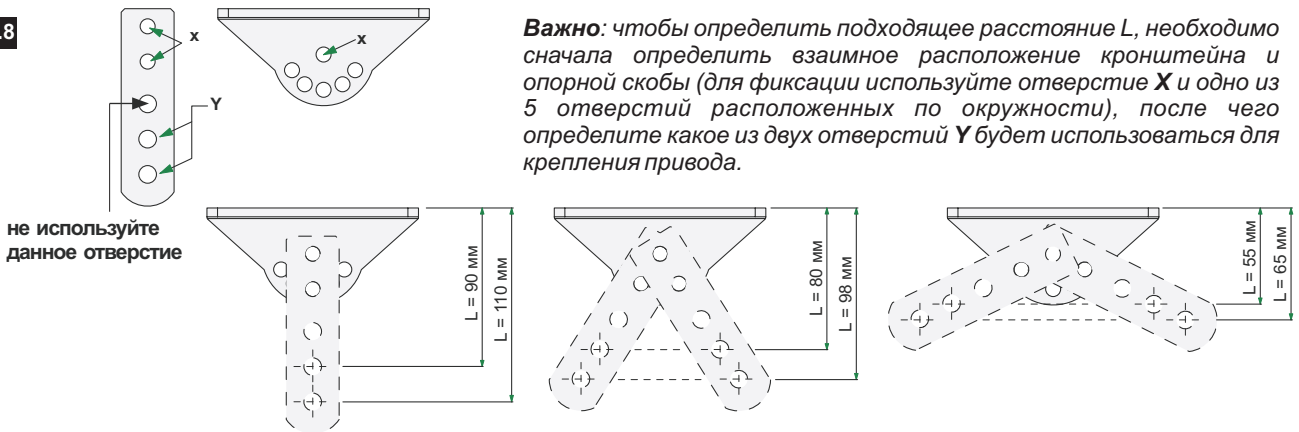 .8
x
x
Y
не используйте
данное отверстие
Важно: чтобы определить подходящее расстояние L, необходимо
сначала определить взаимное расположение кронштейна и
опорной скобы (для фиксации используйте отверстие X и одно из
5 отверстий расположенных по окружности), после чего
определите какое из двух отверстий Y будет использоваться для
крепления привода.
L = 90 мм
L = 110 мм
L = 80 мм
L = 98 мм
L = 55 мм
L = 65 мм